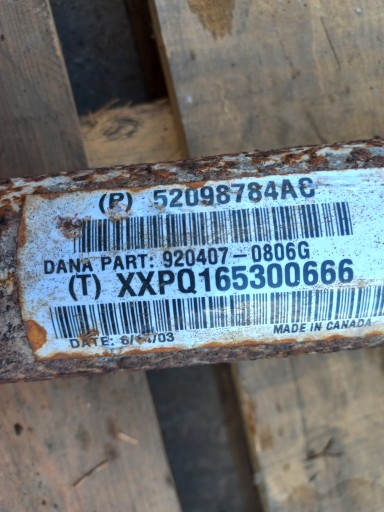 (P) 52098784AC
DANA PART: 920407-0806G
(T) XXPQ165300666
MADE IN CANADA
DATE: